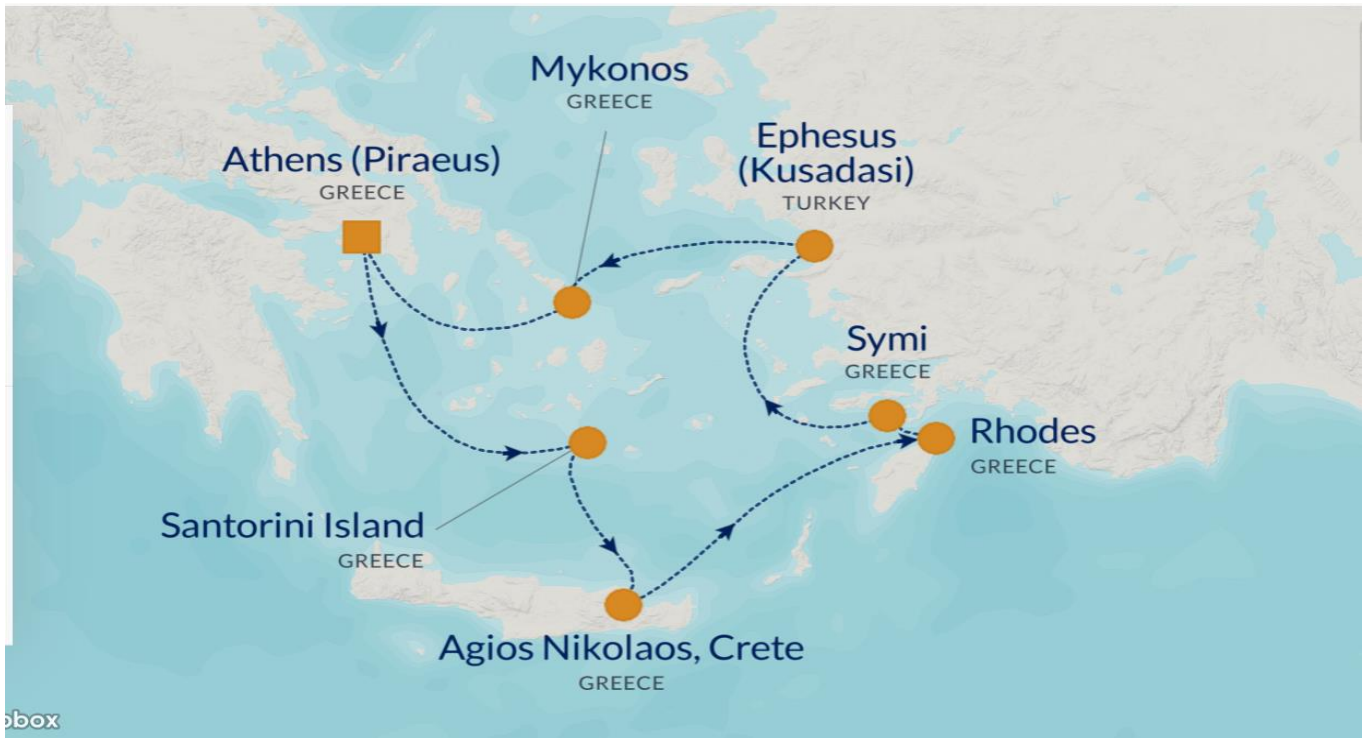 Mykonos
GREECE
Athens (Piraeus)
GREECE
Ephesus
(Kusadasi)
TURKEY
Symi
GREECE
Rhodes
GREECE
Santorini Island
GREECE
Agios Nikolaos, Crete
GREECE
obox